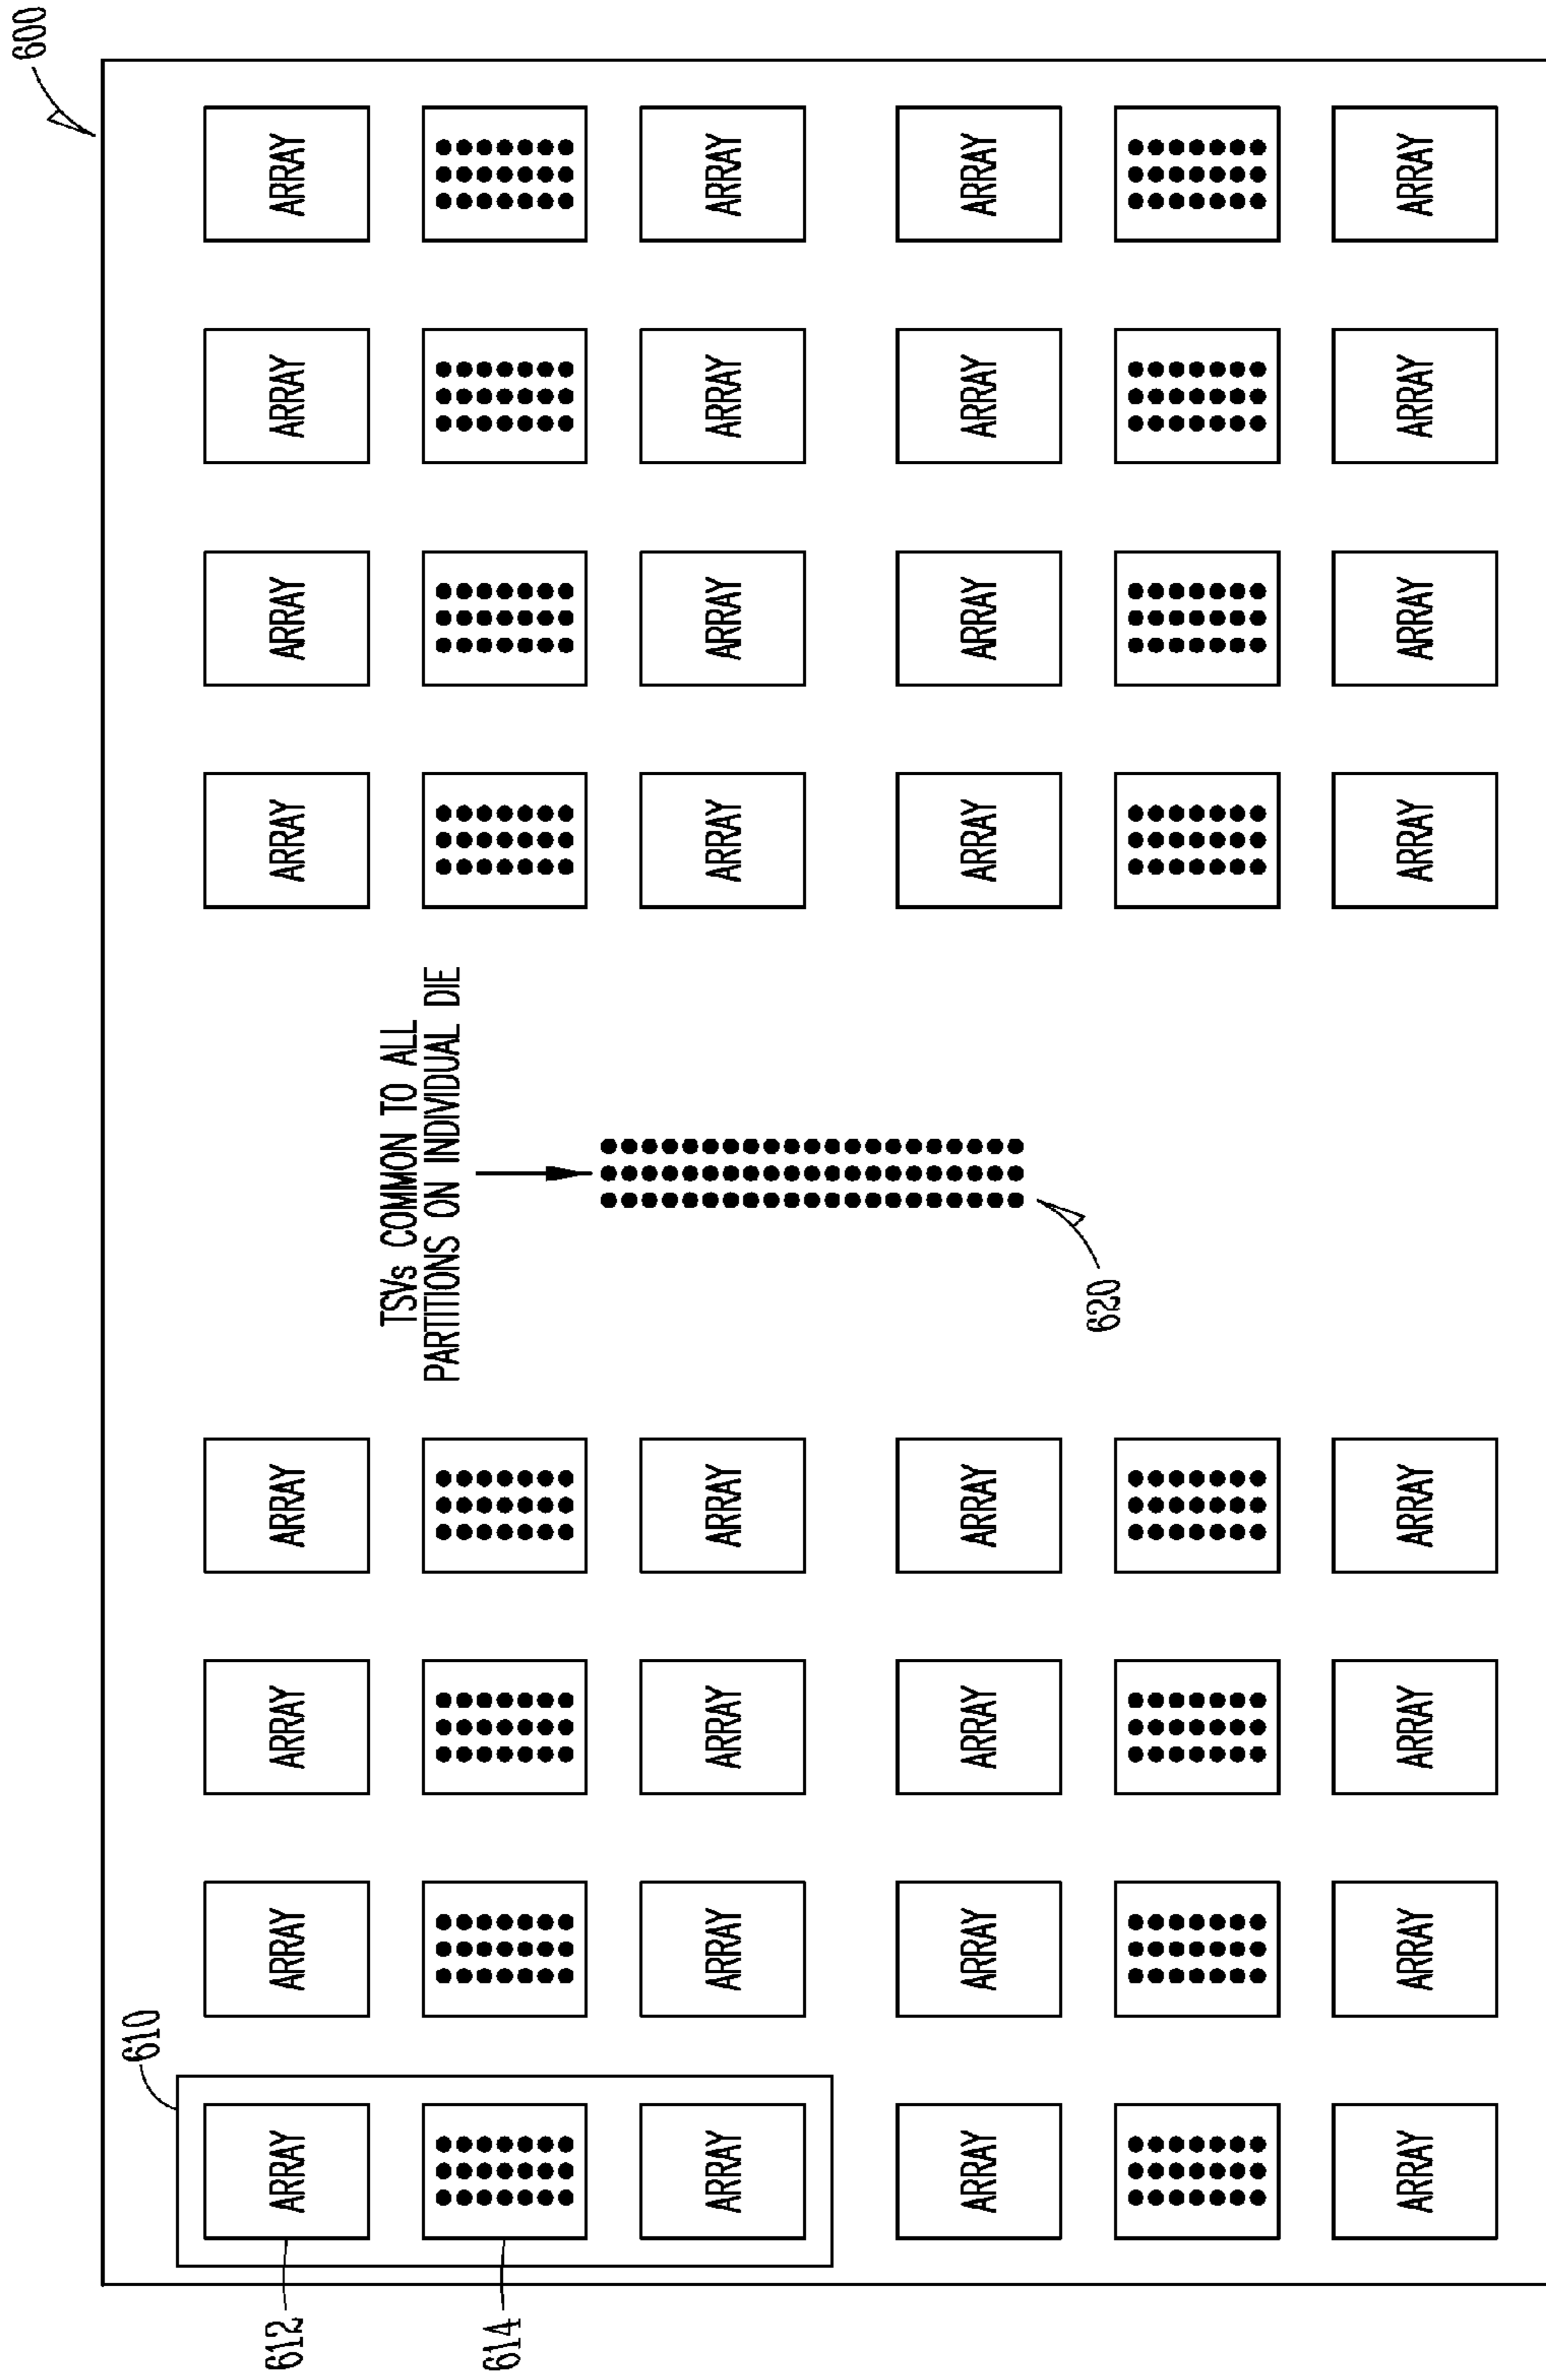 600
610
612 ARRAY ARRAY ARRAY ARRAY ARRAY ARRAY ARRAY ARRAY
TSVs COMMON TO ALL
PARTITIONS ON INDIVIDUAL DIE
614
ARRAY ARRAY ARRAY ARRAY ARRAY ARRAY ARRAY ARRAY
ARRAY ARRAY ARRAY ARRAY ARRAY ARRAY ARRAY ARRAY
620
ARRAY ARRAY ARRAY ARRAY ARRAY ARRAY ARRAY ARRAY